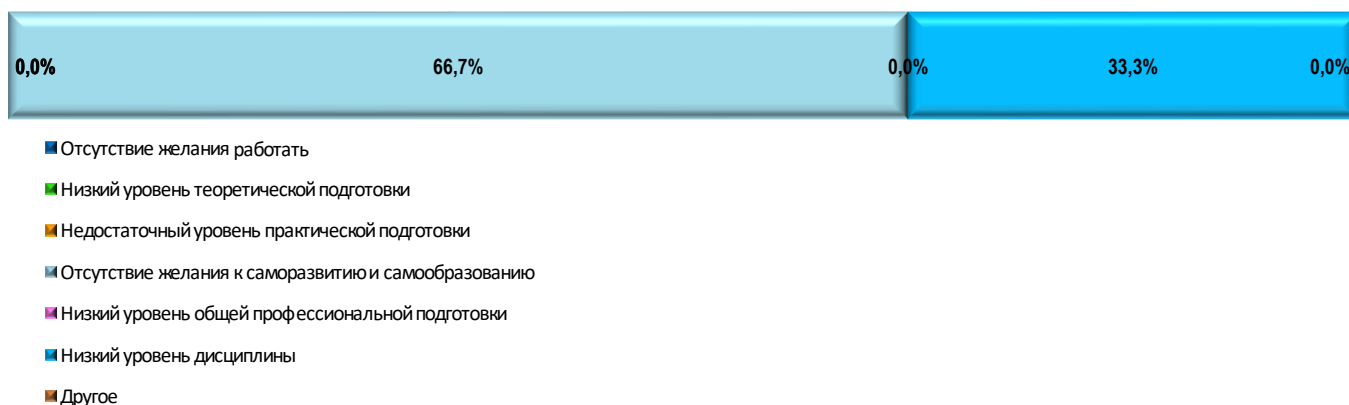 0,0% 66,7% 0,0% 33,3% 0,0%
Отсутствие желания работать
Низкий уровень теоретической подготовки
Недостаточный уровень практической подготовки
Отсутствие желания к саморазвитию и самообразованию
Низкий уровень общей профессиональной подготовки
Низкий уровень дисциплины
Другое